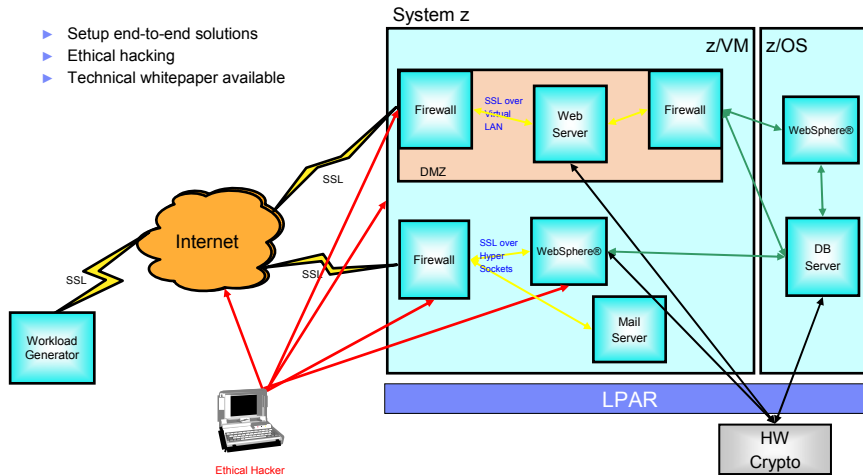 System z
► Setup end-to-end solutions
► Ethical hacking
► Technical whitepaper available
z/VM
z/OS
Firewall
SSL over
Virtual
LAN
Web
Server
Firewall
WebSphere®
DMZ
SSL
Internet
SSL
SSL
Firewall
SSL over
Hyper
Sockets
WebSphere®
DB
Server
Mail
Server
Workload
Generator
LPAR
HW
Crypto
Ethical Hacker